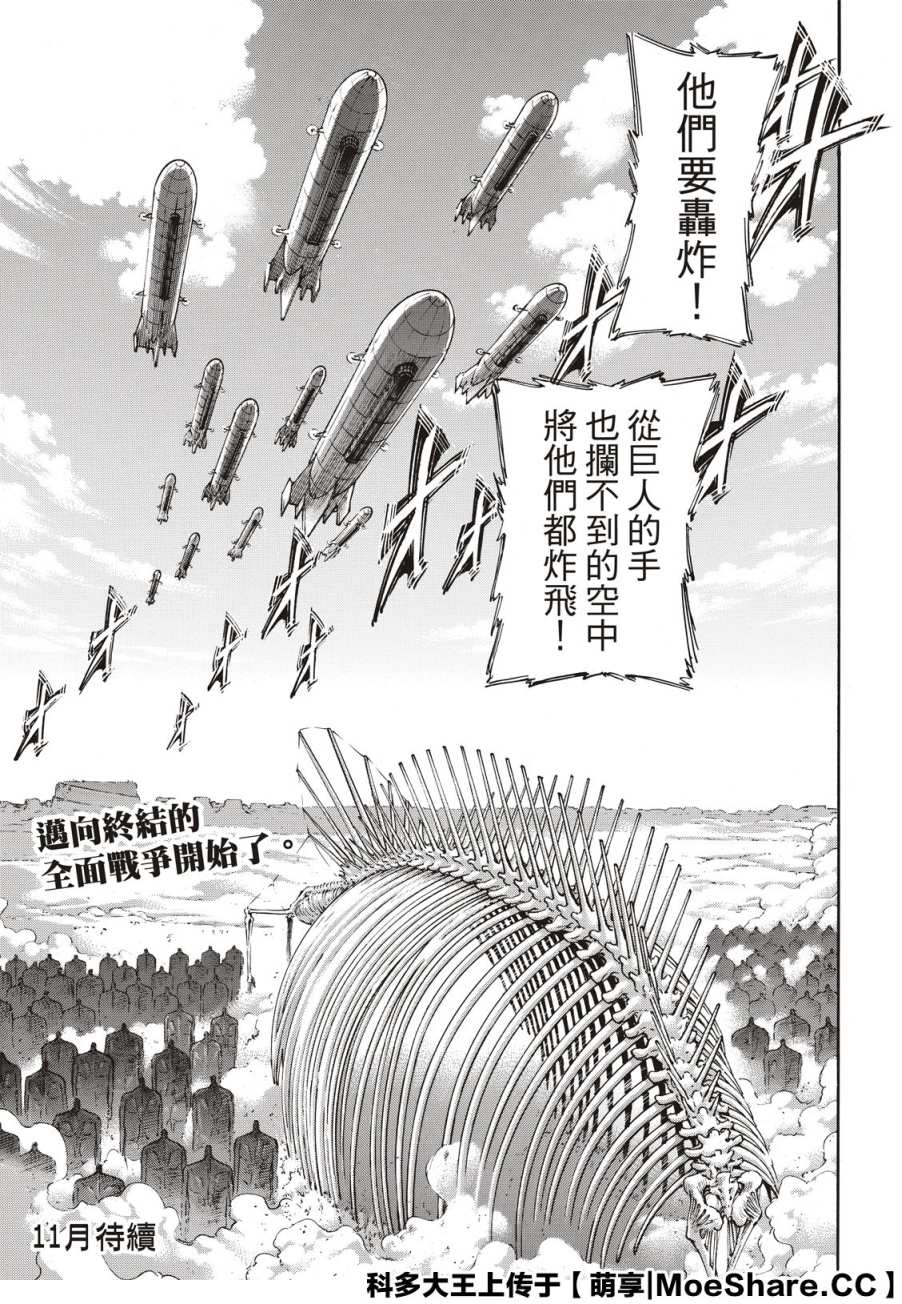 他們要轟炸！
從巨人的手
也攔不到的空中
將他們都炸飛！
邁向終結的
全面戰爭開始了。
11月待續
科多大王上传于【萌享|MoeShare.CC】